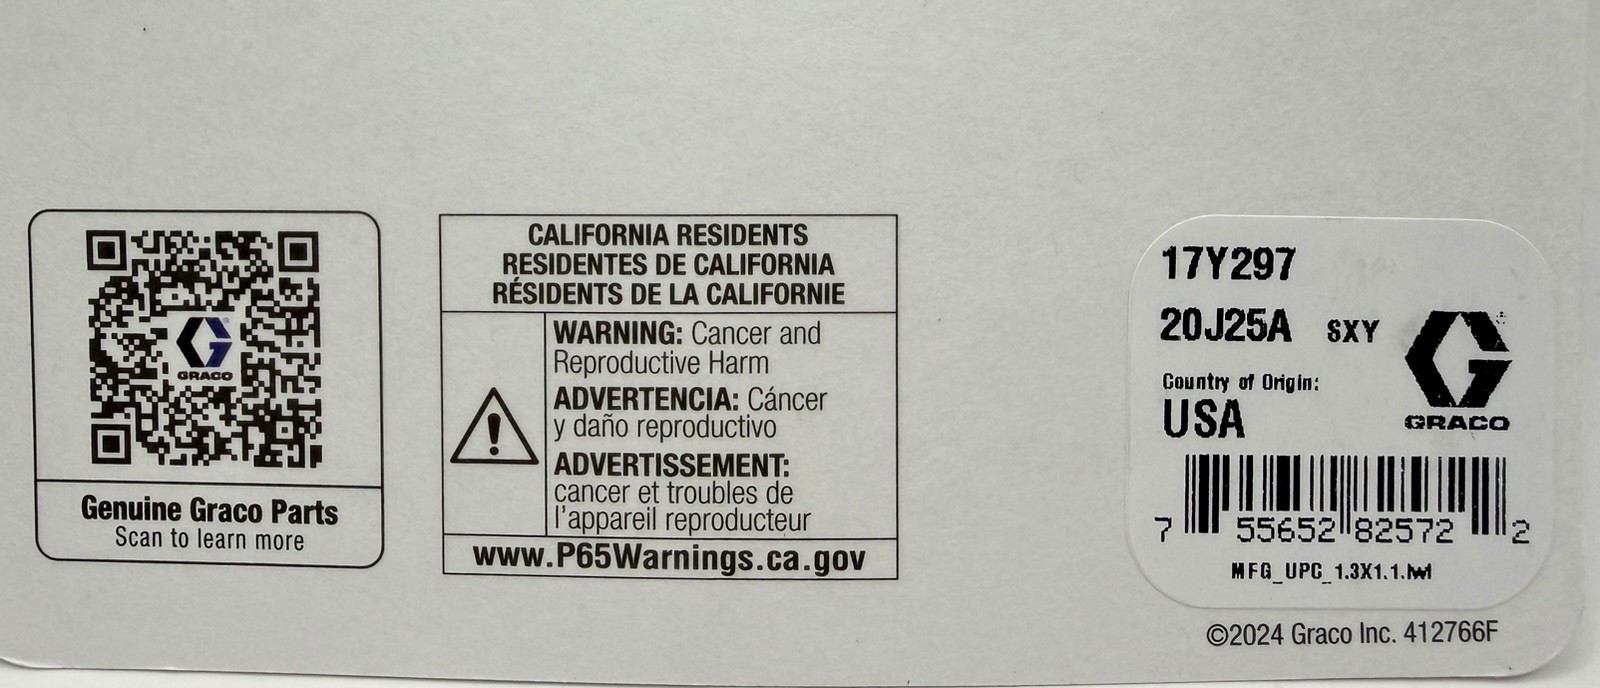 GRACO
Genuine Graco Parts
Scan to learn more
CALIFORNIA RESIDENTS
RESIDENTES DE CALIFORNIA
RÉSIDENTS DE LA CALIFORNIE
WARNING: Cancer and
Reproductive Harm
ADVERTENCIA: Cáncer
y daño reproductivo
ADVERTISSEMENT:
cancer et troubles de
l'appareil reproducteur
www.P65Warnings.ca.gov
17Y297
20J25A SXY
Country of Origin:
USA
GRACO
7 55652 82572 2
MFG_UPC_1.3X1.1.lwl
©2024 Graco Inc. 412766F